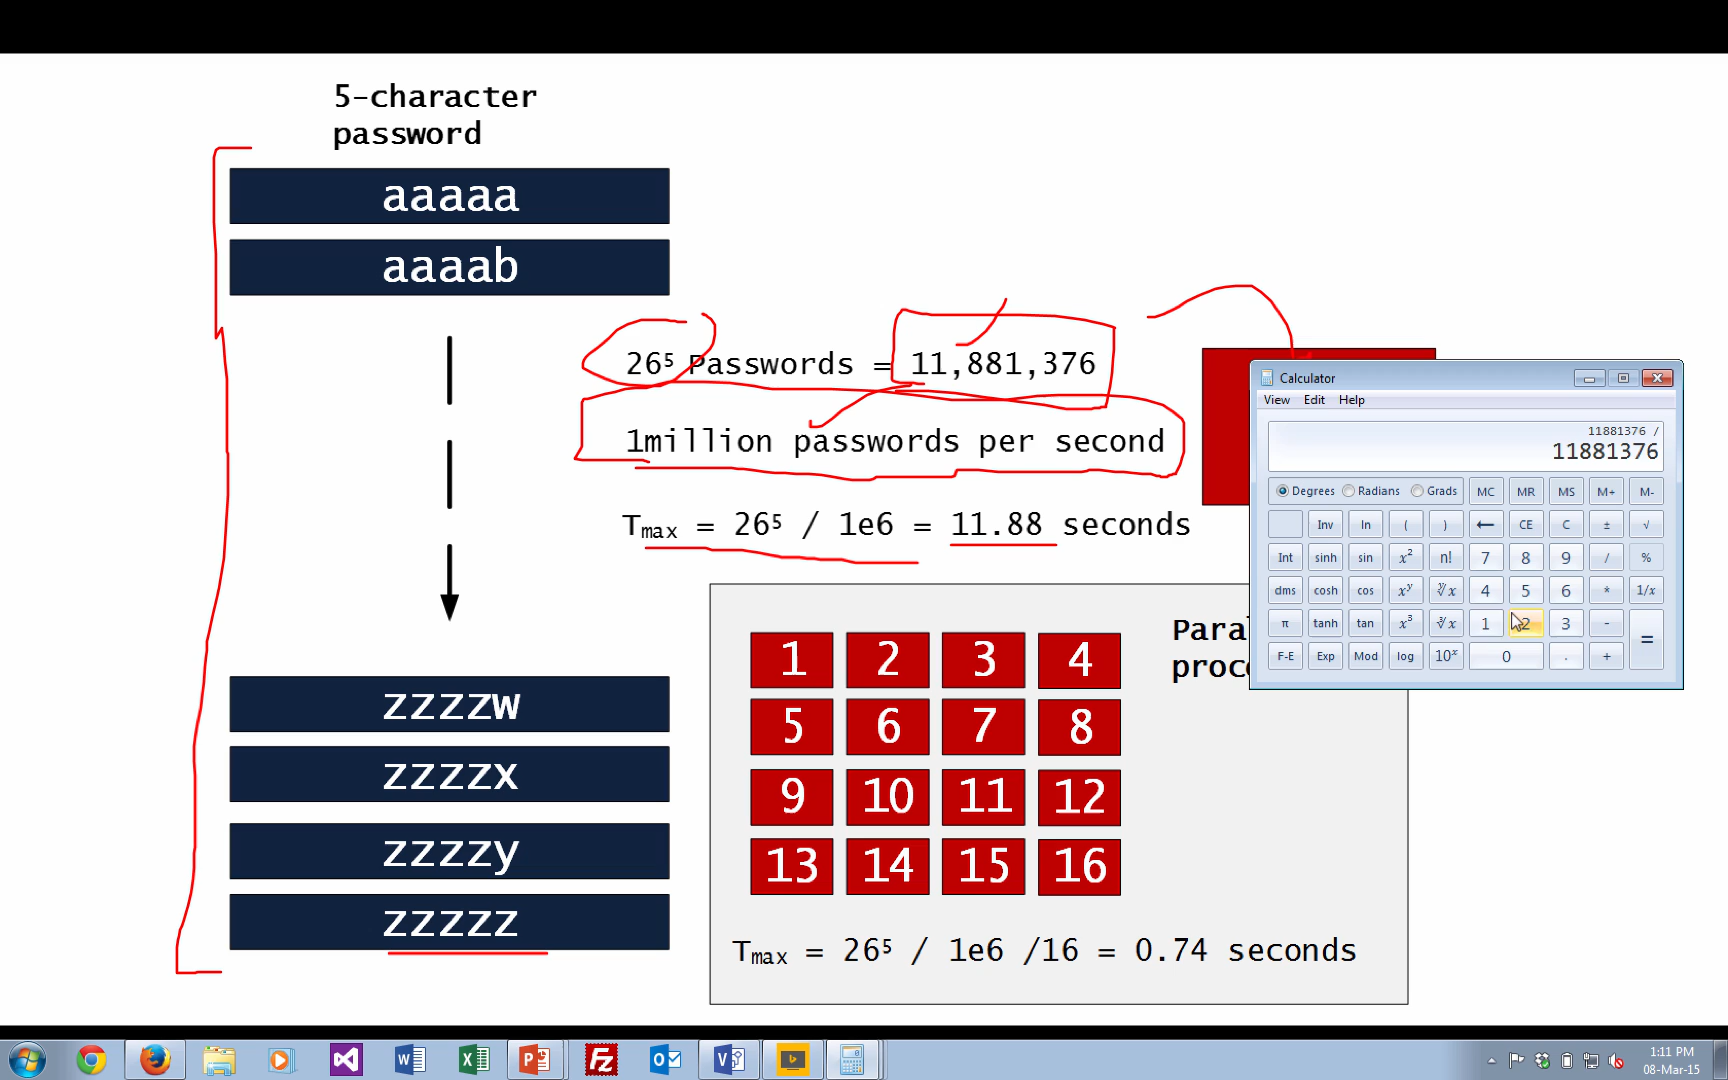 5-character
password
aaaaa
aaaab
zzzzw
zzzzx
zzzzy
zzzzz
26⁵ Passwords = 11,881,376
1million passwords per second
Tmax = 26⁵ / 1e6 = 11.88 seconds
1 2 3 4
5 6 7 8
9 10 11 12
13 14 15 16
Tmax = 26⁵ / 1e6 /16 = 0.74 seconds
Calculator
View Edit Help
11881376 /
11881376
Degrees Radians Grads MC MR MS M+ M-
Inv ln ( ) ← CE C ± √
Int sinh sin x² n! 7 8 9 / %
dms cosh cos xʸ ʸ√x 4 5 6 * 1/x
π tanh tan x³ ³√x 1 2 3 - =
F-E Exp Mod log 10ˣ 0 . +
1:11 PM
08-Mar-15